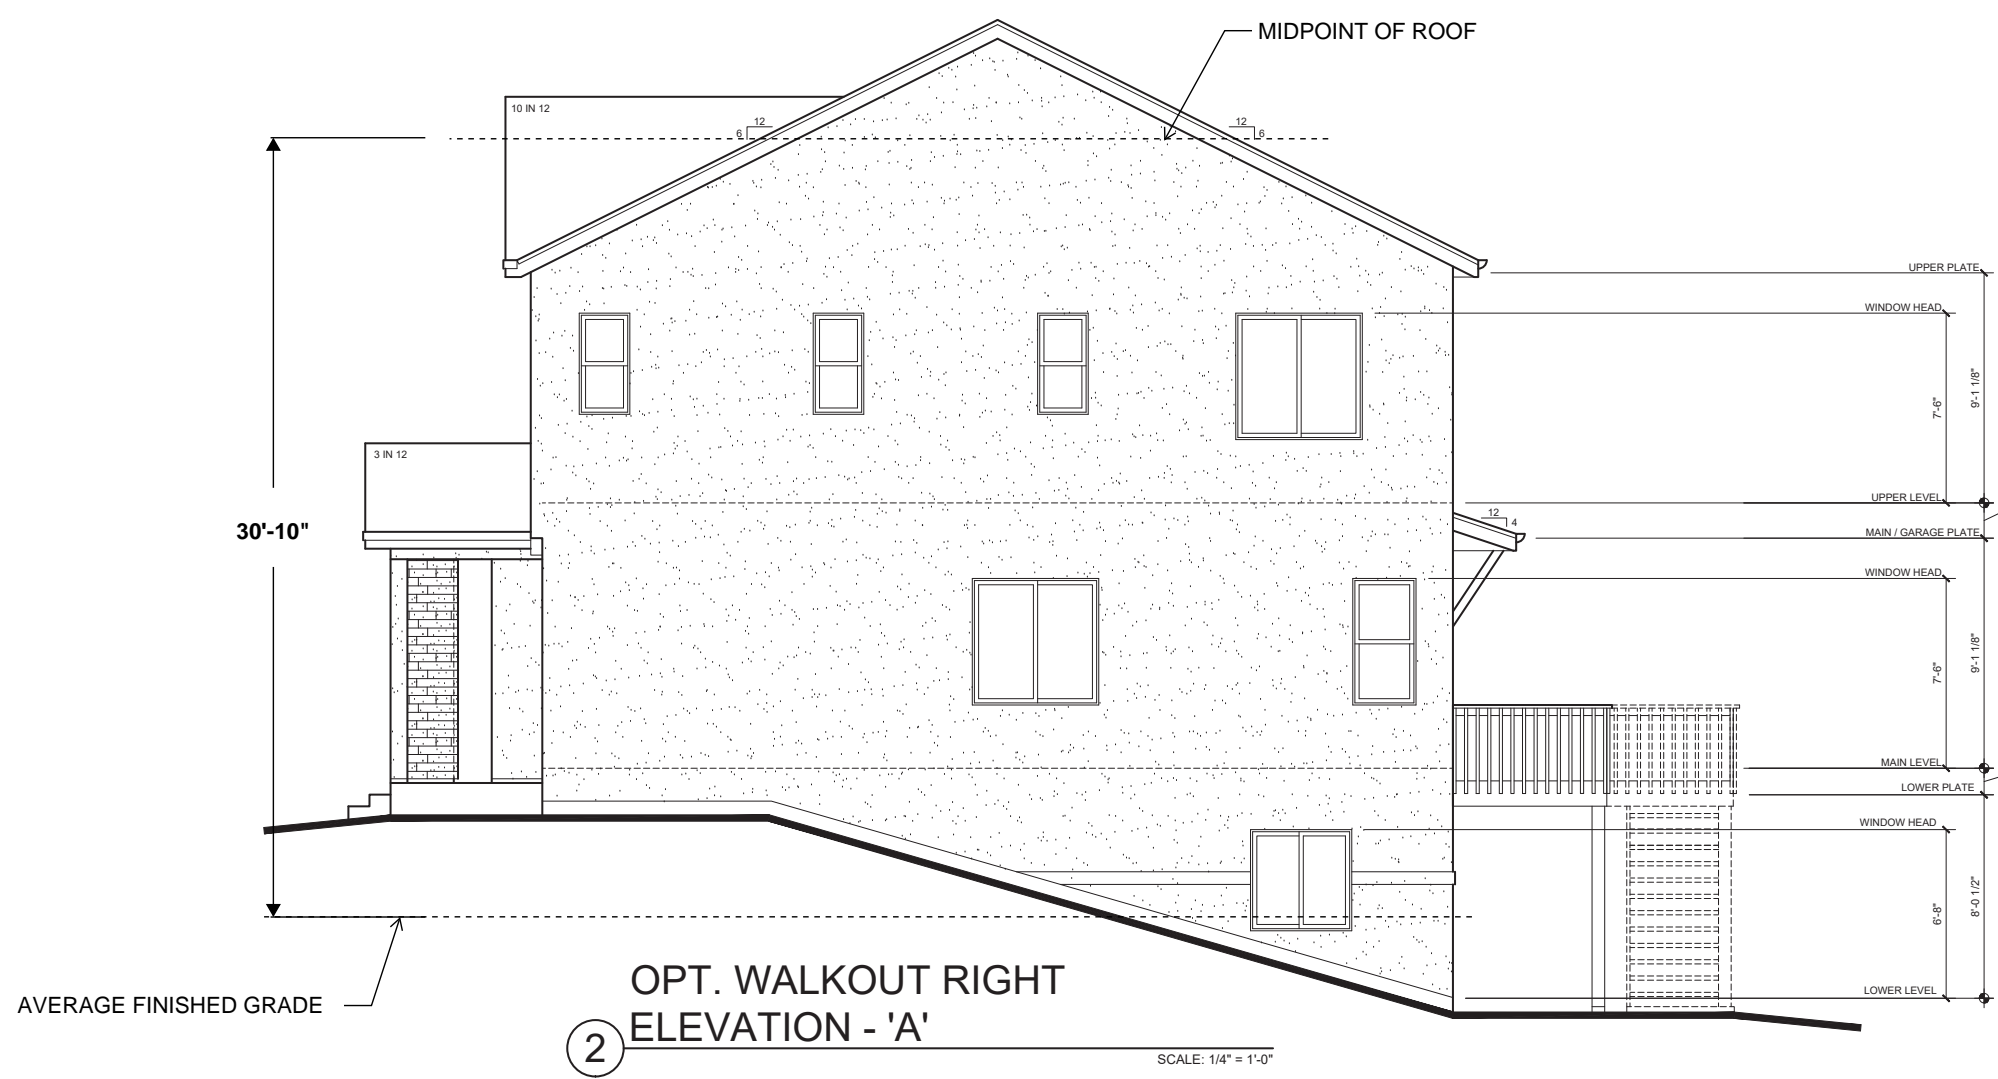 MIDPOINT OF ROOF
10 IN 12
12
6
12
6
UPPER PLATE
WINDOW HEAD
9'-1 1/8"
7'-6"
3 IN 12
UPPER LEVEL
12
4
30'-10"
MAIN / GARAGE PLATE
WINDOW HEAD
9'-1 1/8"
7'-6"
MAIN LEVEL
LOWER PLATE
WINDOW HEAD
8'-0 1/2"
6'-8"
LOWER LEVEL
AVERAGE FINISHED GRADE
OPT. WALKOUT RIGHT
ELEVATION - 'A'
2
SCALE: 1/4" = 1'-0"